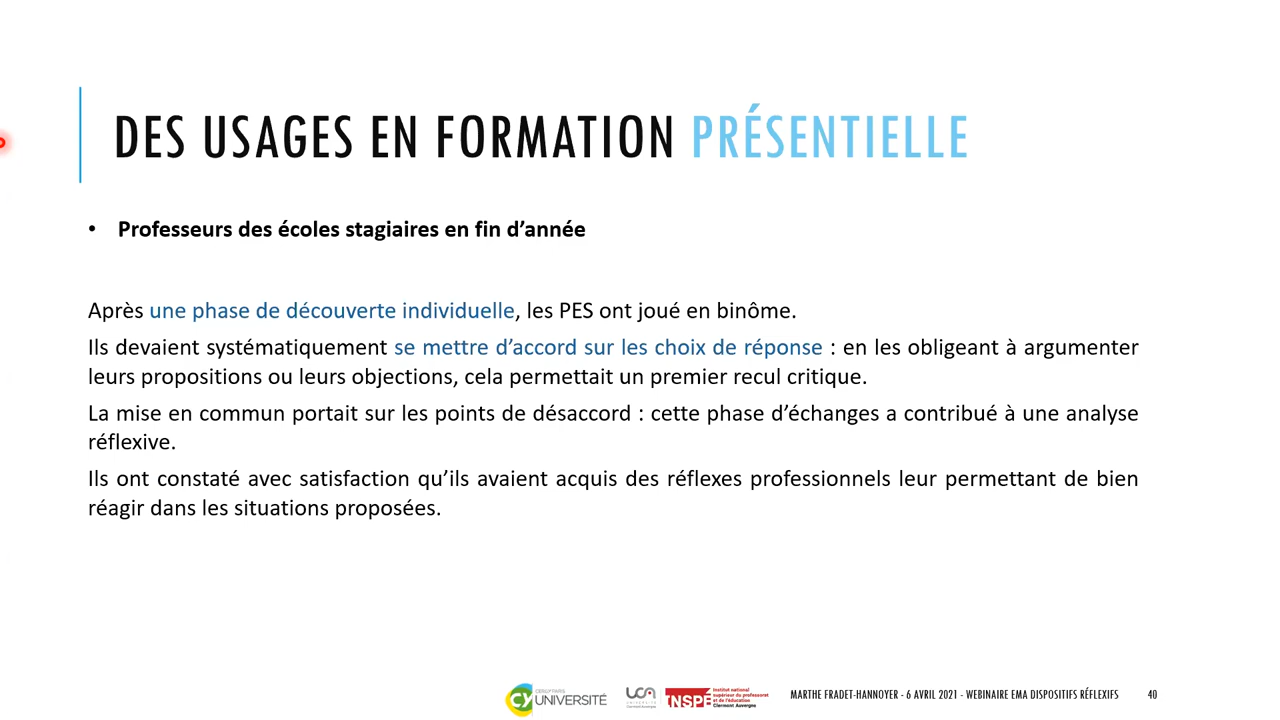 DES USAGES EN FORMATION PRÉSENTIELLE
• Professeurs des écoles stagiaires en fin d’année
Après une phase de découverte individuelle, les PES ont joué en binôme.
Ils devaient systématiquement se mettre d’accord sur les choix de réponse : en les obligeant à argumenter
leurs propositions ou leurs objections, cela permettait un premier recul critique.
La mise en commun portait sur les points de désaccord : cette phase d’échanges a contribué à une analyse
réflexive.
Ils ont constaté avec satisfaction qu’ils avaient acquis des réflexes professionnels leur permettant de bien
réagir dans les situations proposées.
CY
CERGY PARIS
UNIVERSITÉ
UCA
UNIVERSITÉ
Clermont Auvergne
INSPÉ
Institut national
supérieur du professorat
et de l'éducation
Clermont Auvergne
MARTHE FRADET-HANNOYER - 6 AVRIL 2021 - WEBINAIRE EMA DISPOSITIFS RÉFLEXIFS
40